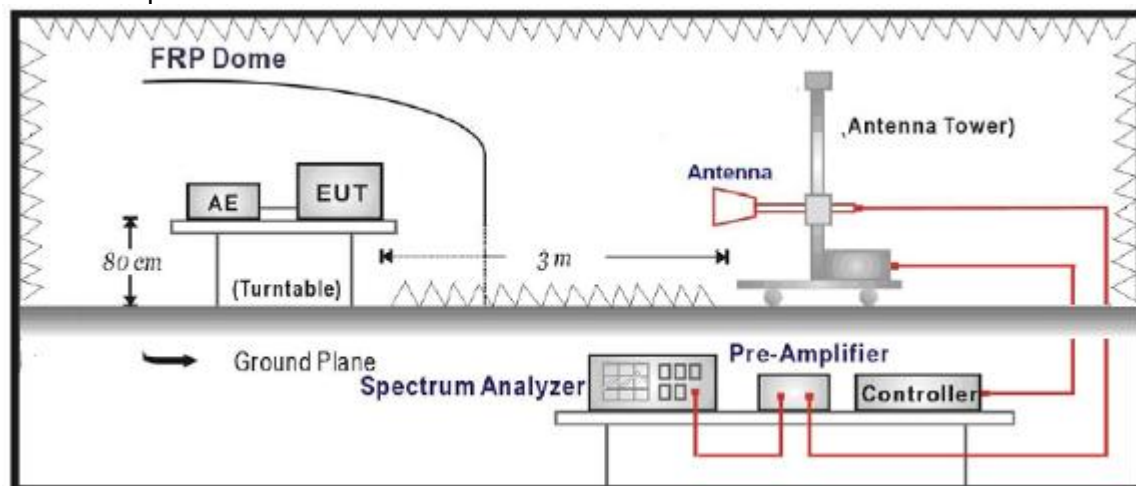 FRP Dome
(Antenna Tower)
Antenna
AE
EUT
80 cm
3 m
(Turntable)
Ground Plane
Pre-Amplifier
Spectrum Analyzer
Controller